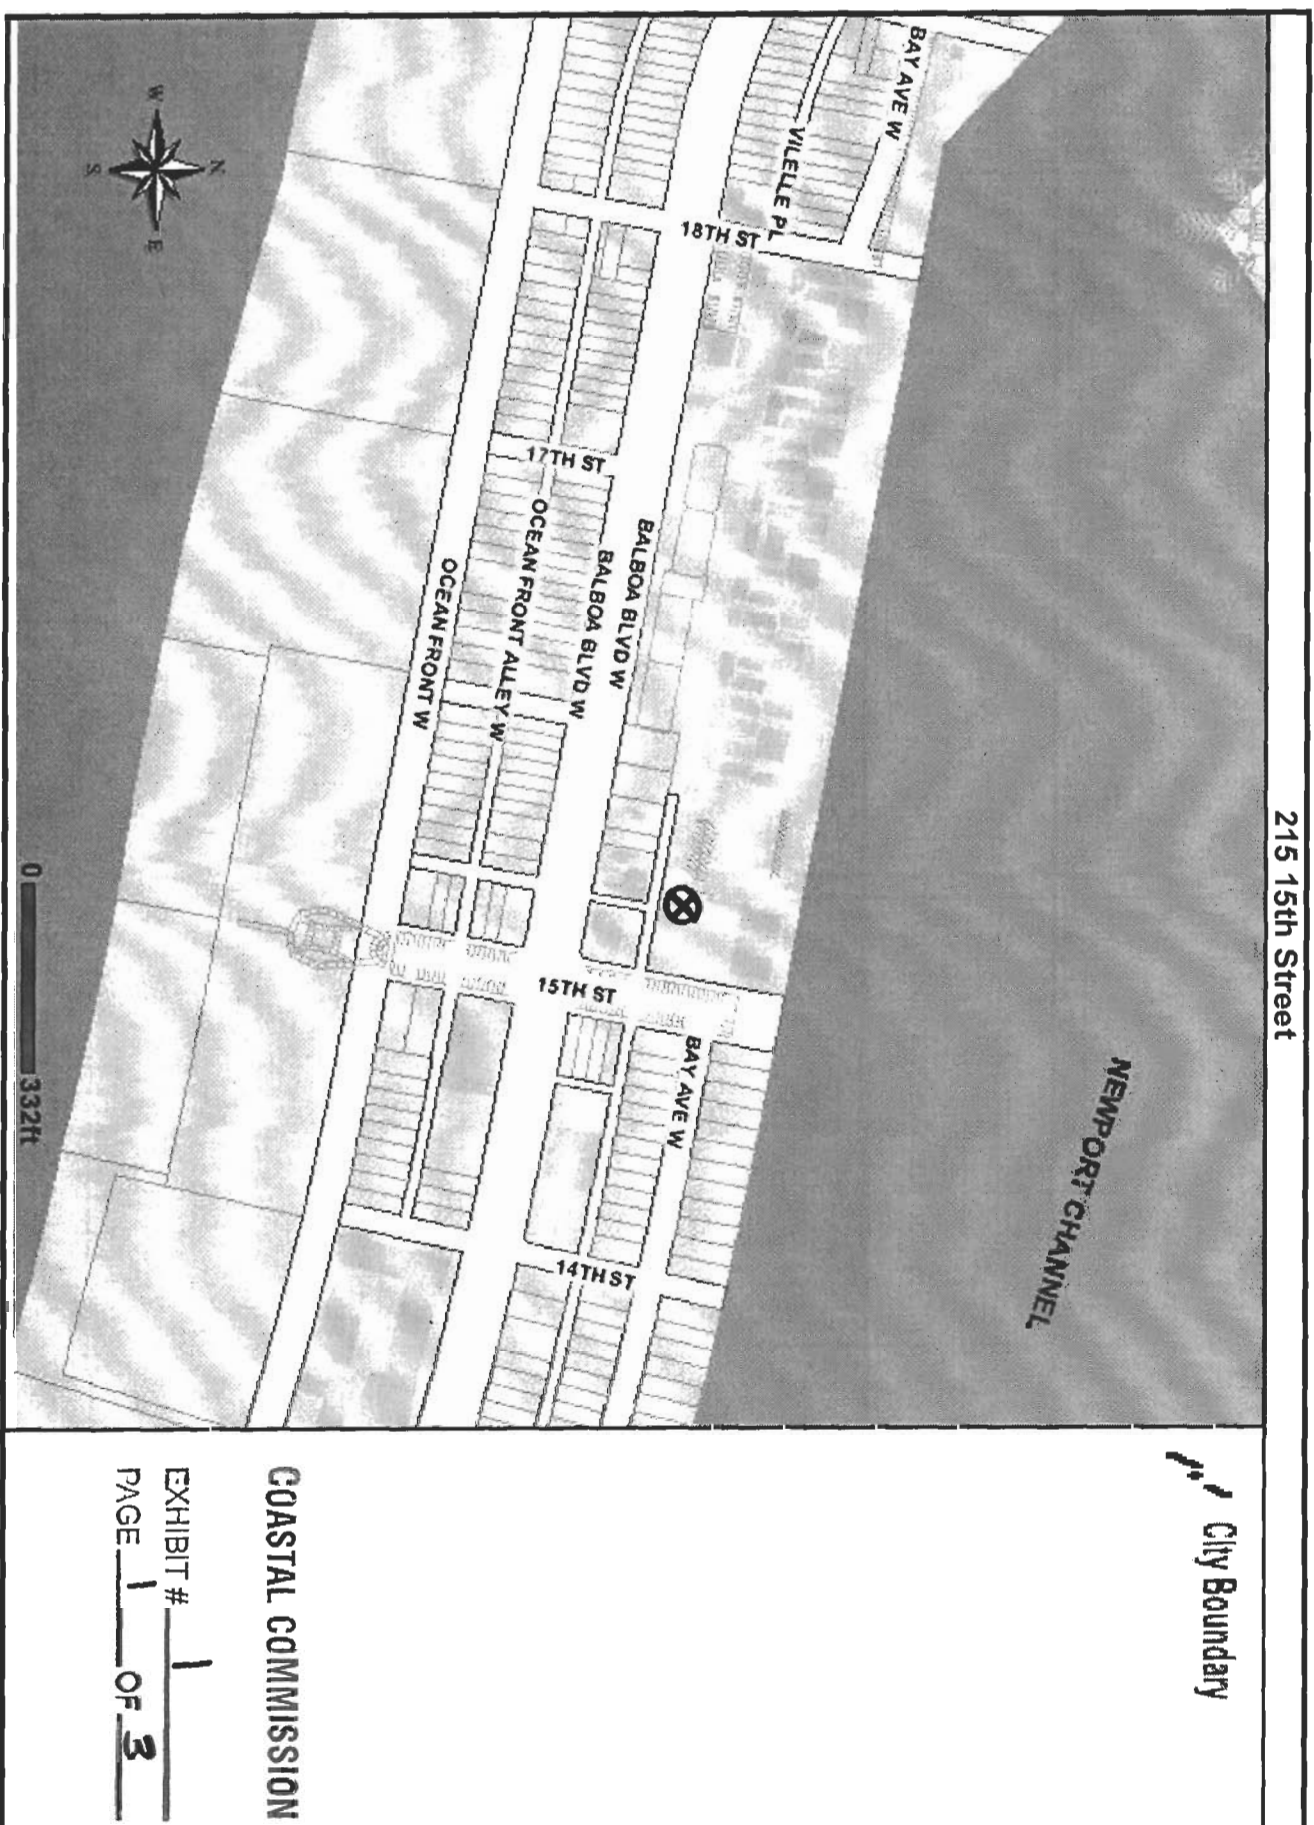 215 15th Street
NEWPORT CHANNEL
BAY AVE W
VILELLE PL
18TH ST
BALBOA BLVD W
BALBOA BLVD W
17TH ST
OCEAN FRONT ALLEY W
OCEAN FRONT W
15TH ST
BAY AVE W
14TH ST
W
N
S
E
0
332ft
City Boundary
COASTAL COMMISSION
EXHIBIT # 1
PAGE 1 OF 3